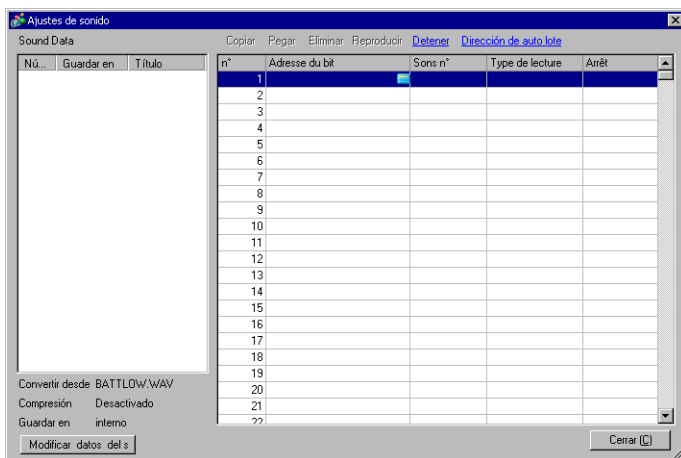 Ajustes de sonido
Sound Data
Copiar Pegar Eliminar Reproducir Detener Dirección de auto lote
Nú... Guardar en Título
n° Adresse du bit Sons n° Type de lecture Arrêt
1
2
3
4
5
6
7
8
9
10
11
12
13
14
15
16
17
18
19
20
21
22
Convertir desde BATTLOW.WAV
Compresión Desactivado
Guardar en interno
Modificar datos del s
Cerrar (C)